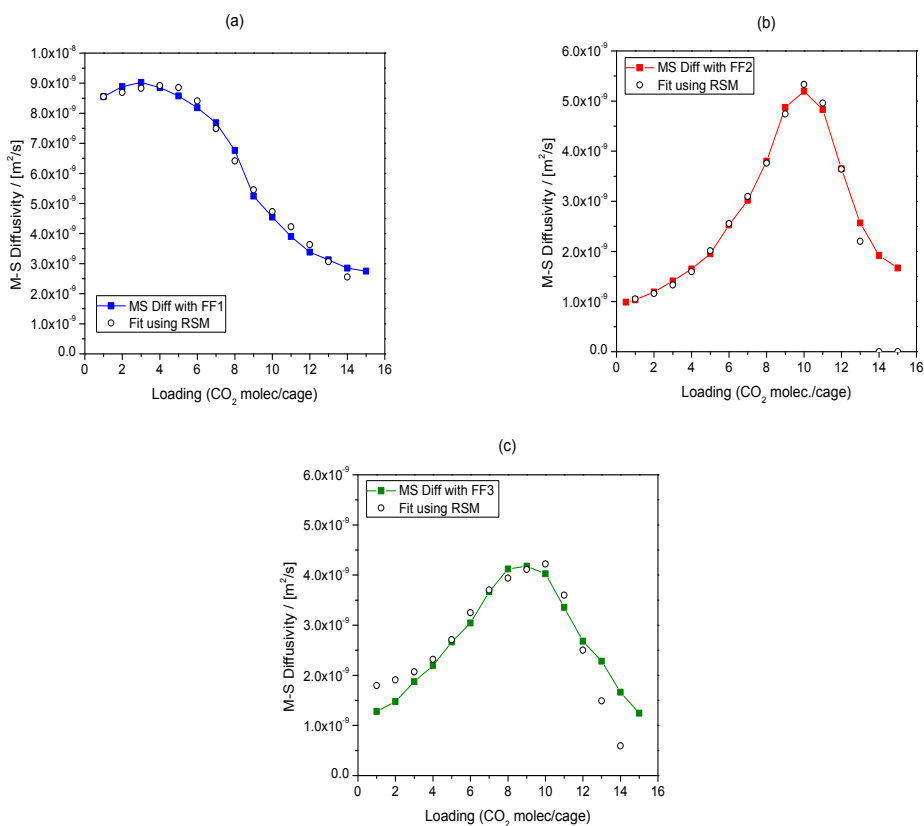 (a)
1.0x10⁻⁸
9.0x10⁻⁹
8.0x10⁻⁹
7.0x10⁻⁹
6.0x10⁻⁹
5.0x10⁻⁹
4.0x10⁻⁹
3.0x10⁻⁹
2.0x10⁻⁹
1.0x10⁻⁹
0.0
M-S Diffusivity / [m²/s]
MS Diff with FF1
Fit using RSM
0 2 4 6 8 10 12 14 16
Loading (CO₂ molec/cage)
(b)
6.0x10⁻⁹
5.0x10⁻⁹
4.0x10⁻⁹
3.0x10⁻⁹
2.0x10⁻⁹
1.0x10⁻⁹
0.0
M-S Diffusivity / [m²/s]
MS Diff with FF2
Fit using RSM
0 2 4 6 8 10 12 14 16
Loading (CO₂ molec./cage)
(c)
6.0x10⁻⁹
5.0x10⁻⁹
4.0x10⁻⁹
3.0x10⁻⁹
2.0x10⁻⁹
1.0x10⁻⁹
0.0
M-S Diffusivity / [m²/s]
MS Diff with FF3
Fit using RSM
0 2 4 6 8 10 12 14 16
Loading (CO₂ molec/cage)